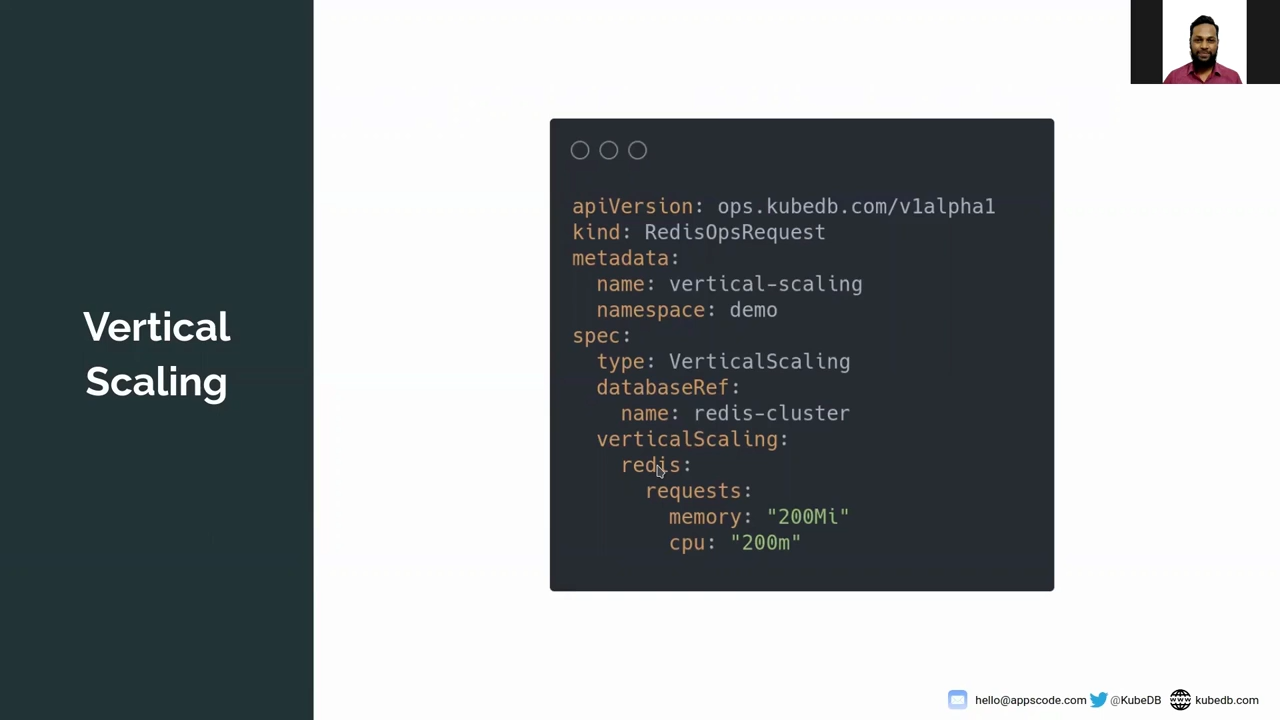 Vertical
Scaling
apiVersion: ops.kubedb.com/v1alpha1
kind: RedisOpsRequest
metadata:
  name: vertical-scaling
  namespace: demo
spec:
  type: VerticalScaling
  databaseRef:
    name: redis-cluster
  verticalScaling:
    redis:
      requests:
        memory: "200Mi"
        cpu: "200m"
hello@appscode.com @KubeDB kubedb.com